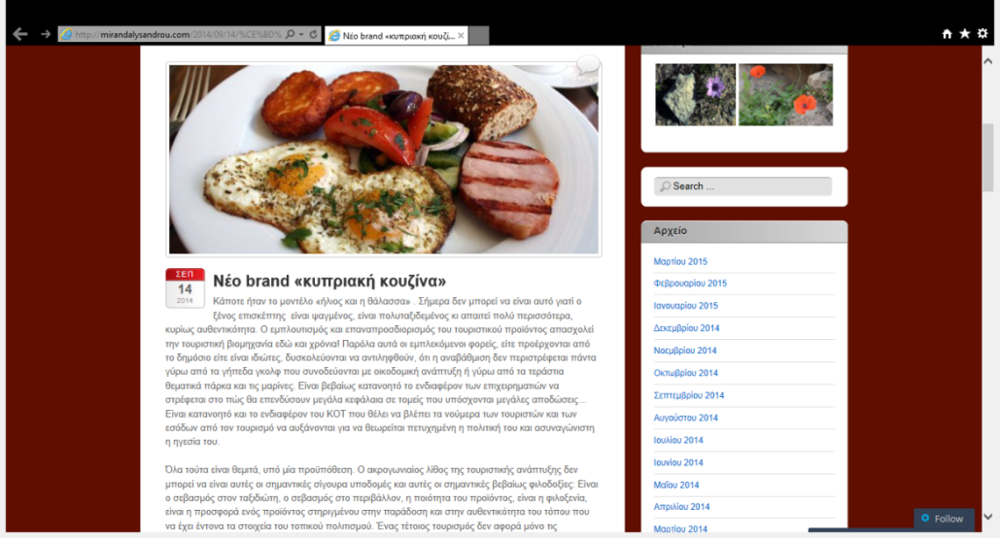 http://mirandalysandrou.com/2014/09/14/%CE%BD%
Νέο brand «κυπριακή κουζί...
Search ...
Αρχείο
Μαρτίου 2015
Φεβρουαρίου 2015
Ιανουαρίου 2015
Δεκεμβρίου 2014
Νοεμβρίου 2014
Οκτωβρίου 2014
Σεπτεμβρίου 2014
Αυγούστου 2014
Ιουλίου 2014
Ιουνίου 2014
Μαΐου 2014
Απριλίου 2014
Μαρτίου 2014
ΣΕΠ
14
2014
Νέο brand «κυπριακή κουζίνα»
Κάποτε ήταν το μοντέλο «ήλιος και η θάλασσα» . Σήμερα δεν μπορεί να είναι αυτό γιατί ο
ξένος επισκέπτης είναι ψαγμένος, είναι πολυταξιδεμένος κι απαιτεί πολύ περισσότερα,
κυρίως αυθεντικότητα. Ο εμπλουτισμός και επαναπροσδιορισμός του τουριστικού προϊόντος απασχολεί
την τουριστική βιομηχανία εδώ και χρόνια! Παρόλα αυτά οι εμπλεκόμενοι φορείς, είτε προέρχονται από
το δημόσιο είτε είναι ιδιώτες, δυσκολεύονται να αντιληφθούν, ότι η αναβάθμιση δεν περιστρέφεται πάντα
γύρω από τα γήπεδα γκολφ που συνοδεύονται με οικοδομική ανάπτυξη ή γύρω από τα τεράστια
θεματικά πάρκα και τις μαρίνες. Είναι βεβαίως κατανοητό το ενδιαφέρον των επιχειρηματιών να
στρέφεται στο πώς θα επενδύσουν μεγάλα κεφάλαια σε τομείς που υπόσχονται μεγάλες αποδώσεις…
Είναι κατανοητό και το ενδιαφέρον του ΚΟΤ που θέλει να βλέπει τα νούμερα των τουριστών και των
εσόδων από τον τουρισμό να αυξάνονται για να θεωρείται πετυχημένη η πολιτική του και ασυναγώνιστη
η ηγεσία του.
Όλα τούτα είναι θεμιτά, υπό μία προϋπόθεση. Ο ακρογωνιαίος λίθος της τουριστικής ανάπτυξης δεν
μπορεί να είναι αυτές οι σημαντικές σίγουρα υποδομές και αυτές οι σημαντικές βεβαίως φιλοδοξίες: Είναι
ο σεβασμός στον ταξιδιώτη, ο σεβασμός στο περιβάλλον, η ποιότητα του προϊόντος, είναι η φιλοξενία,
είναι η προσφορά ενός προϊόντος στηριγμένου στην παράδοση και στην αυθεντικότητα του τόπου που
να έχει έντονα τα στοιχεία του τοπικού πολιτισμού. Ένας τέτοιος τουρισμός δεν αφορά μόνο τις
Follow